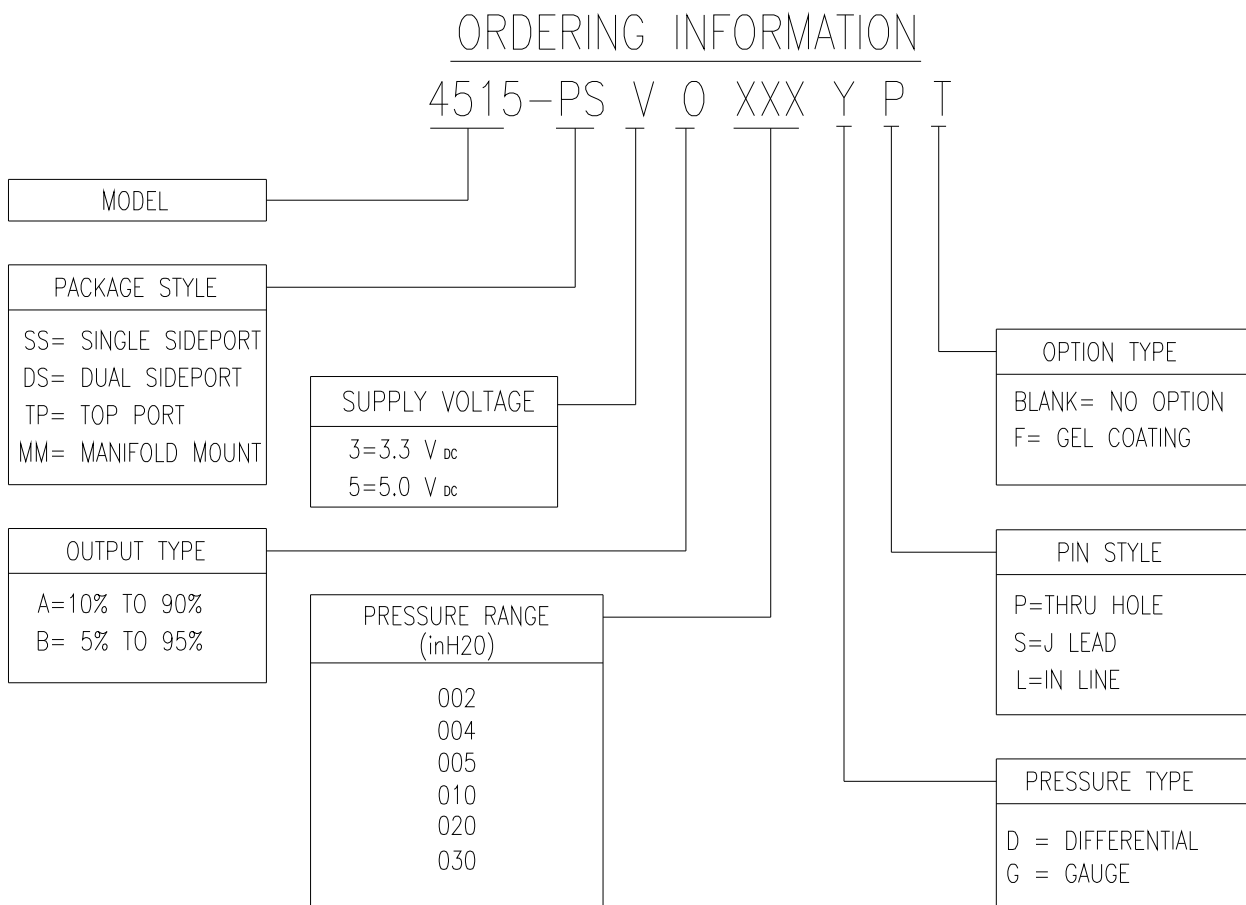 ORDERING INFORMATION
4515-PS V O XXX Y P T
MODEL
PACKAGE STYLE
SS= SINGLE SIDEPORT
DS= DUAL SIDEPORT
TP= TOP PORT
MM= MANIFOLD MOUNT
SUPPLY VOLTAGE
3=3.3 V DC
5=5.0 V DC
OUTPUT TYPE
A=10% TO 90%
B= 5% TO 95%
PRESSURE RANGE
(inH20)
002
004
005
010
020
030
OPTION TYPE
BLANK= NO OPTION
F= GEL COATING
PIN STYLE
P=THRU HOLE
S=J LEAD
L=IN LINE
PRESSURE TYPE
D = DIFFERENTIAL
G = GAUGE